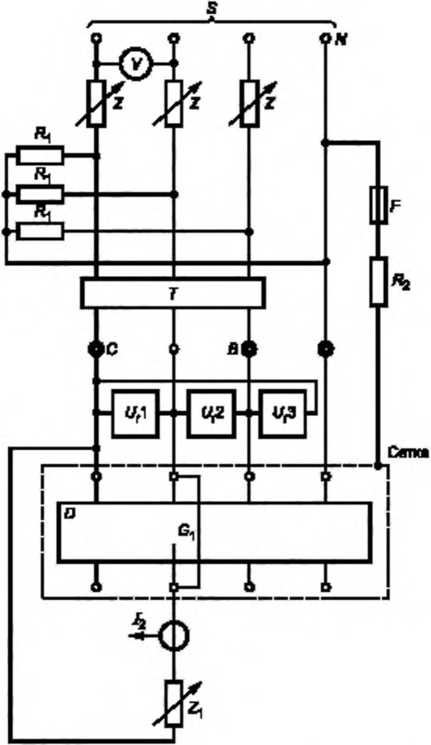 S
N
V
Z
Z
Z
R₁
R₁
R₁
F
R₂
T
C
B
Uᵣ1
Uᵣ2
Uᵣ3
Сетка
D
G₁
I₂
Z₁